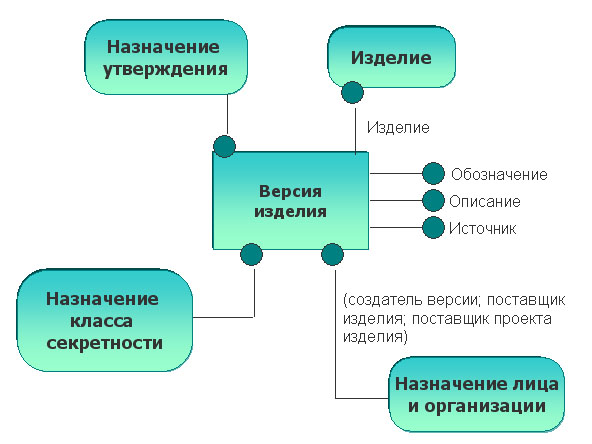 Назначение
утверждения
Изделие
Изделие
Версия
изделия
Обозначение
Описание
Источник
Назначение
класса
секретности
(создатель версии; поставщик
изделия; поставщик проекта
изделия)
Назначение лица
и организации